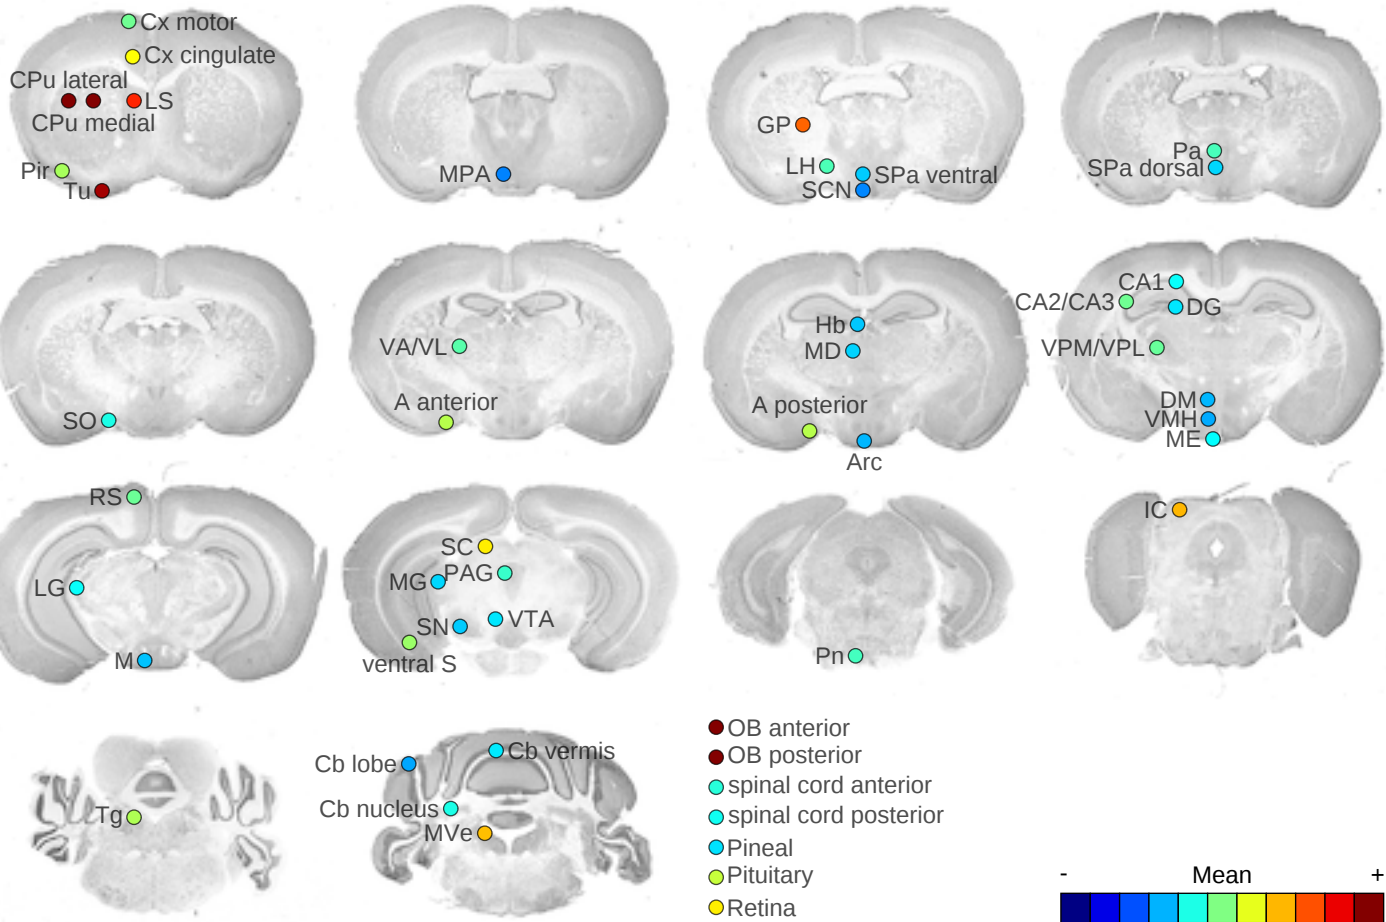 Cx motor
Cx cingulate
CPu lateral
LS
CPu medial
Pir
Tu
MPA
GP
LH
SPa ventral
SCN
Pa
SPa dorsal
SO
VA/VL
A anterior
Hb
MD
A posterior
Arc
CA1
CA2/CA3
DG
VPM/VPL
DM
VMH
ME
RS
LG
M
SC
PAG
MG
SN
VTA
ventral S
Pn
IC
Tg
Cb lobe
Cb vermis
Cb nucleus
MVe
OB anterior
OB posterior
spinal cord anterior
spinal cord posterior
Pineal
Pituitary
Retina
- Mean +